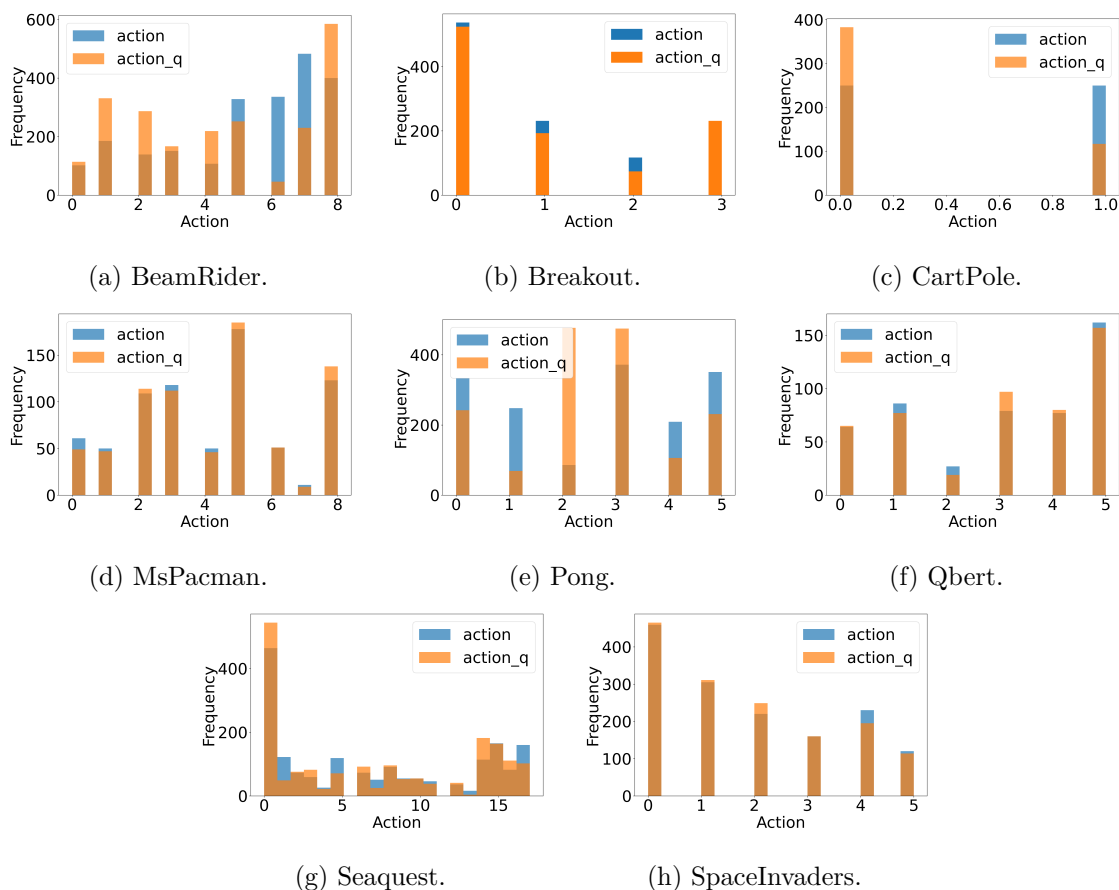 600
400
200
0
Frequency
action
action_q
0 2 4 6 8
Action
(a) BeamRider.
400
200
0
Frequency
action
action_q
0 1 2 3
Action
(b) Breakout.
400
300
200
100
0
Frequency
action
action_q
0.0 0.2 0.4 0.6 0.8 1.0
Action
(c) CartPole.
150
100
50
0
Frequency
action
action_q
0 2 4 6 8
Action
(d) MsPacman.
400
200
0
Frequency
action
action_q
0 1 2 3 4 5
Action
(e) Pong.
150
100
50
0
Frequency
action
action_q
0 1 2 3 4 5
Action
(f) Qbert.
400
200
0
Frequency
action
action_q
0 5 10 15
Action
(g) Seaquest.
400
300
200
100
0
Frequency
action
action_q
0 1 2 3 4 5
Action
(h) SpaceInvaders.